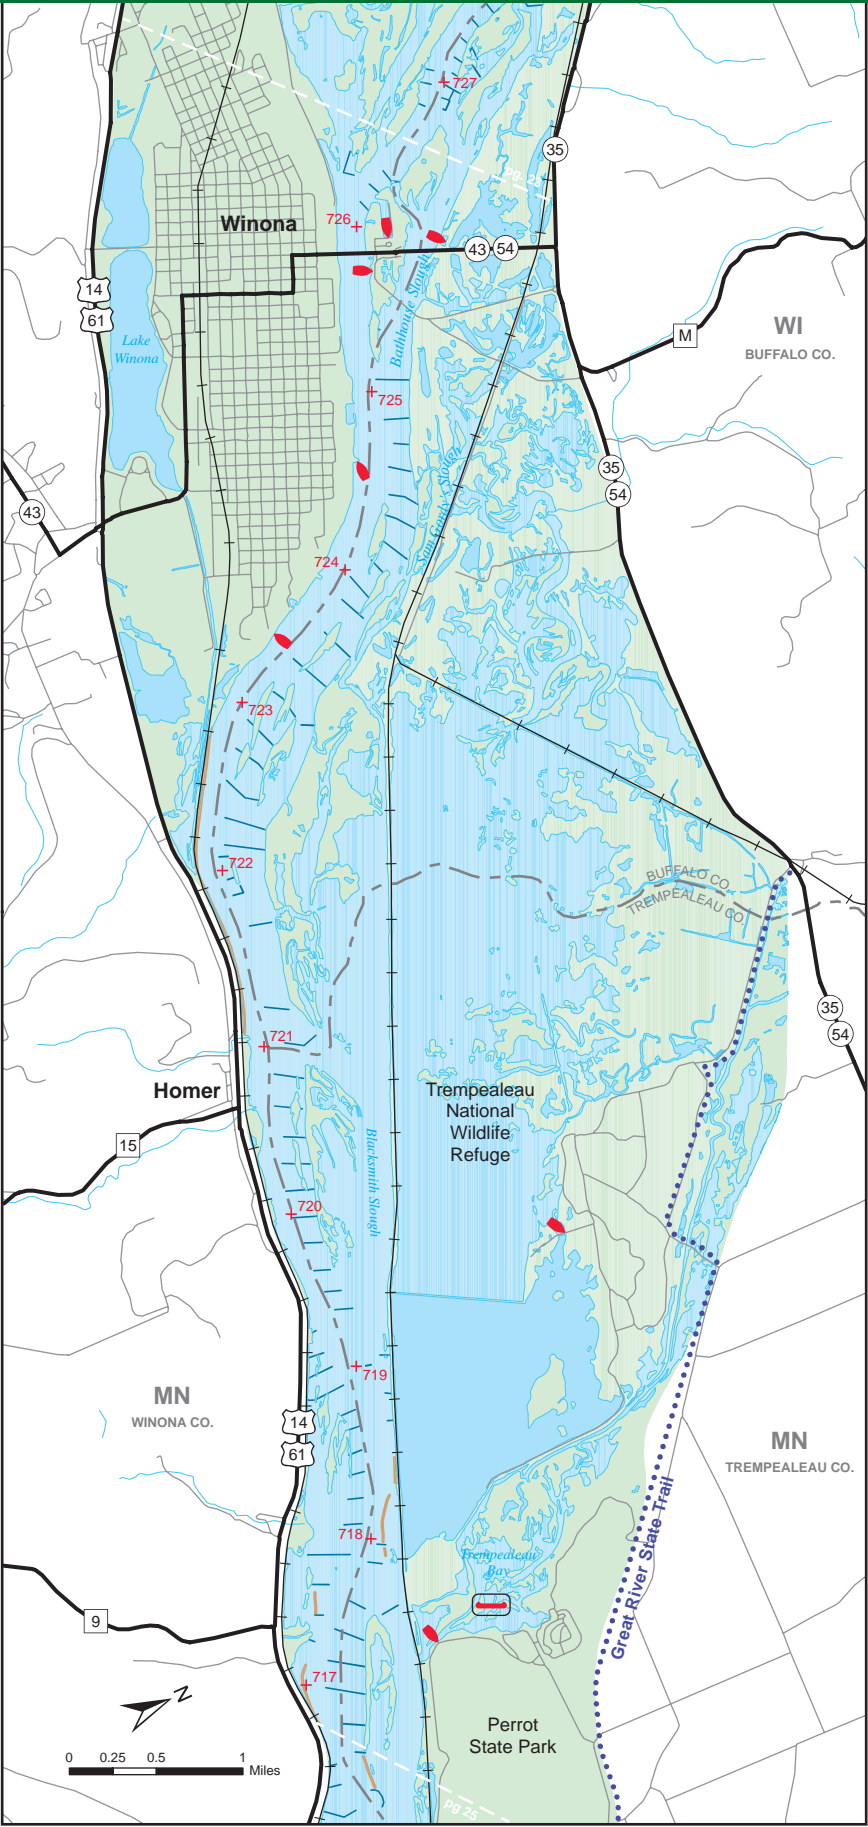 727
35
pg. 23
726
Winona
43
54
14
61
Bathhouse Slough
Lake
Winona
M
WI
BUFFALO CO.
725
35
54
43
Sam Gordy's Slough
724
723
722
BUFFALO CO.
TREMPEALEAU CO.
35
54
721
Homer
Trempealeau
National
Wildlife
Refuge
15
Blacksmith Slough
720
719
MN
WINONA CO.
14
61
MN
TREMPEALEAU CO.
Great River State Trail
718
Trempealeau
Bay
9
717
N
Perrot
State Park
0 0.25 0.5 1
Miles
pg 25